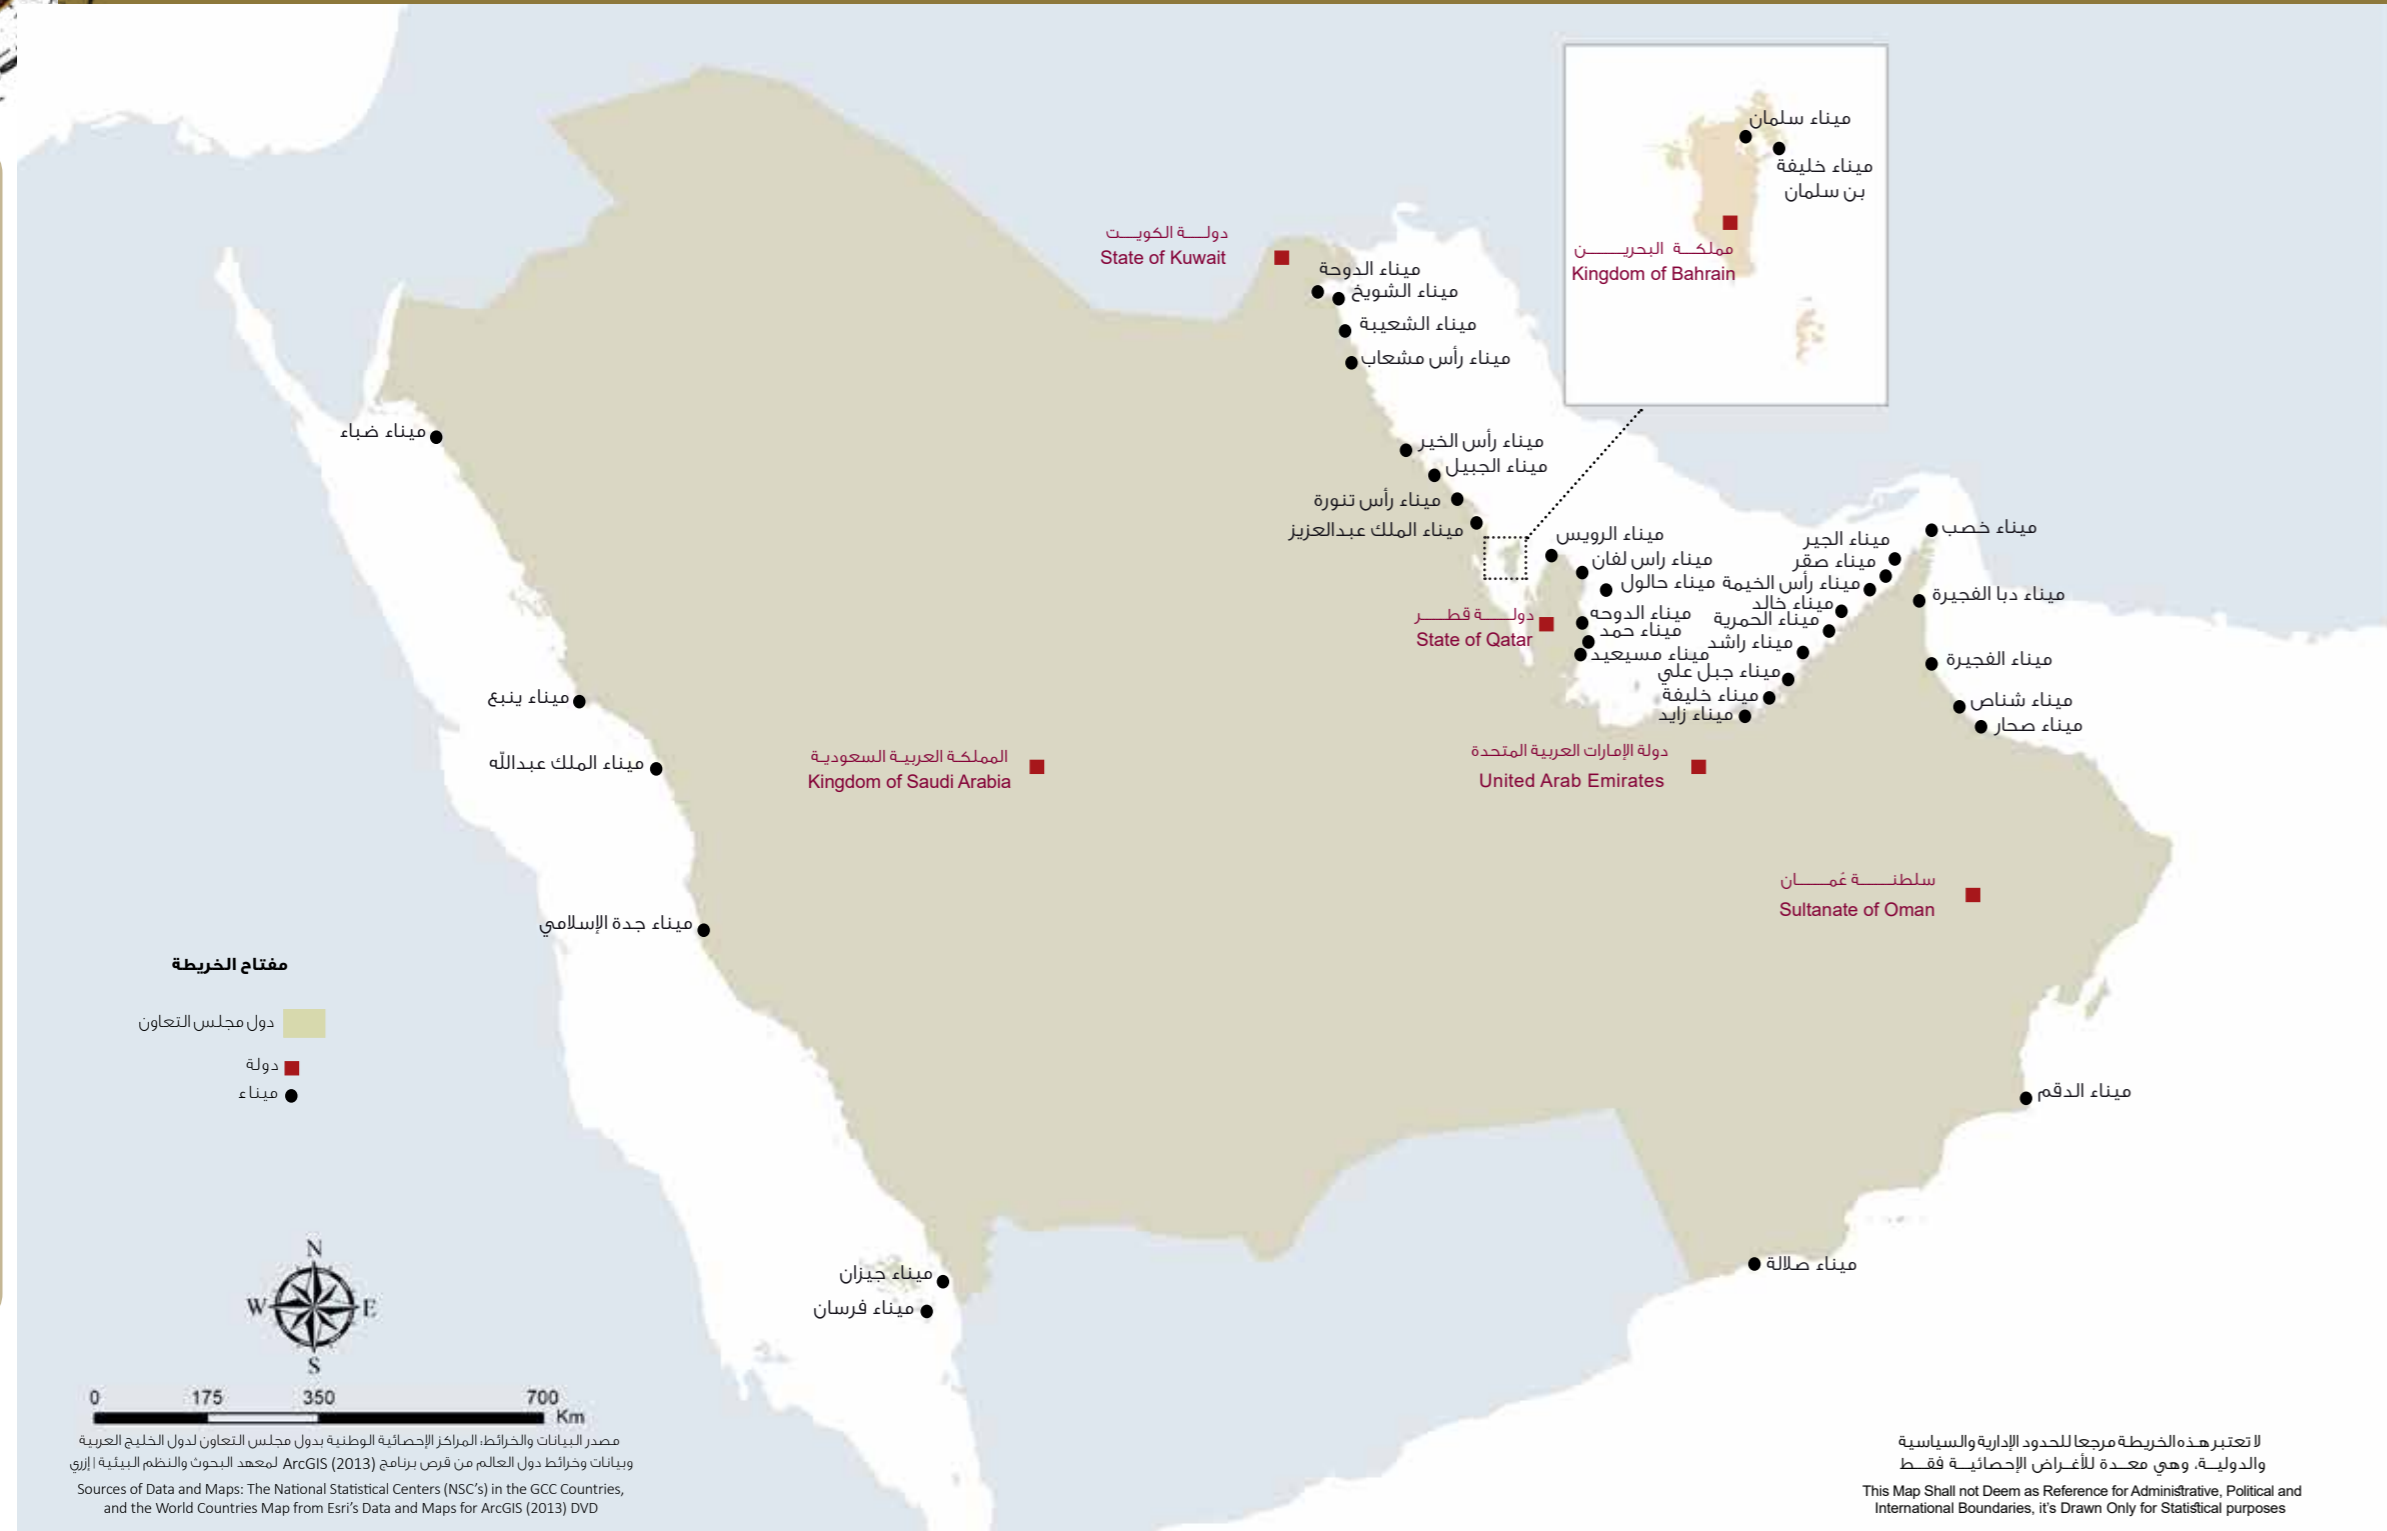 ميناء سلمان
ميناء خليفة
بن سلمان
مملكة البحرين
Kingdom of Bahrain
دولة الكويت
State of Kuwait
ميناء الدوحة
ميناء الشويخ
ميناء الشعيبة
ميناء رأس مشعاب
ميناء ضباء
ميناء رأس الخير
ميناء الجبيل
ميناء رأس تنورة
ميناء الملك عبدالعزيز
ميناء الرويس
ميناء راس لفان
ميناء حالول
ميناء الدوحه
ميناء حمد
ميناء مسيعيد
دولة قطر
State of Qatar
ميناء خصب
ميناء الجير
ميناء صقر
ميناء رأس الخيمة
ميناء خالد
ميناء الحمرية
ميناء راشد
ميناء جبل علي
ميناء خليفة
ميناء زايد
ميناء دبا الفجيرة
ميناء الفجيرة
ميناء شناص
ميناء صحار
ميناء ينبع
ميناء الملك عبدالله
المملكة العربية السعودية
Kingdom of Saudi Arabia
دولة الإمارات العربية المتحدة
United Arab Emirates
سلطنة عُمان
Sultanate of Oman
ميناء جدة الإسلامي
مفتاح الخريطة
دول مجلس التعاون
دولة
ميناء
ميناء الدقم
ميناء صلالة
ميناء جيزان
ميناء فرسان
N
W E
S
0 175 350 700
Km
مصدر البيانات والخرائط: المراكز الإحصائية الوطنية بدول مجلس التعاون لدول الخليج العربية
وبيانات وخرائط دول العالم من قرص برنامج ArcGIS (2013) لمعهد البحوث والنظم البيئية | إزري
Sources of Data and Maps: The National Statistical Centers (NSC's) in the GCC Countries,
and the World Countries Map from Esri's Data and Maps for ArcGIS (2013) DVD
لا تعتبر هذه الخريطة مرجعا للحدود الإدارية والسياسية
والدولية، وهي معدة للأغراض الإحصائية فقط
This Map Shall not Deem as Reference for Administrative, Political and
International Boundaries, it's Drawn Only for Statistical purposes